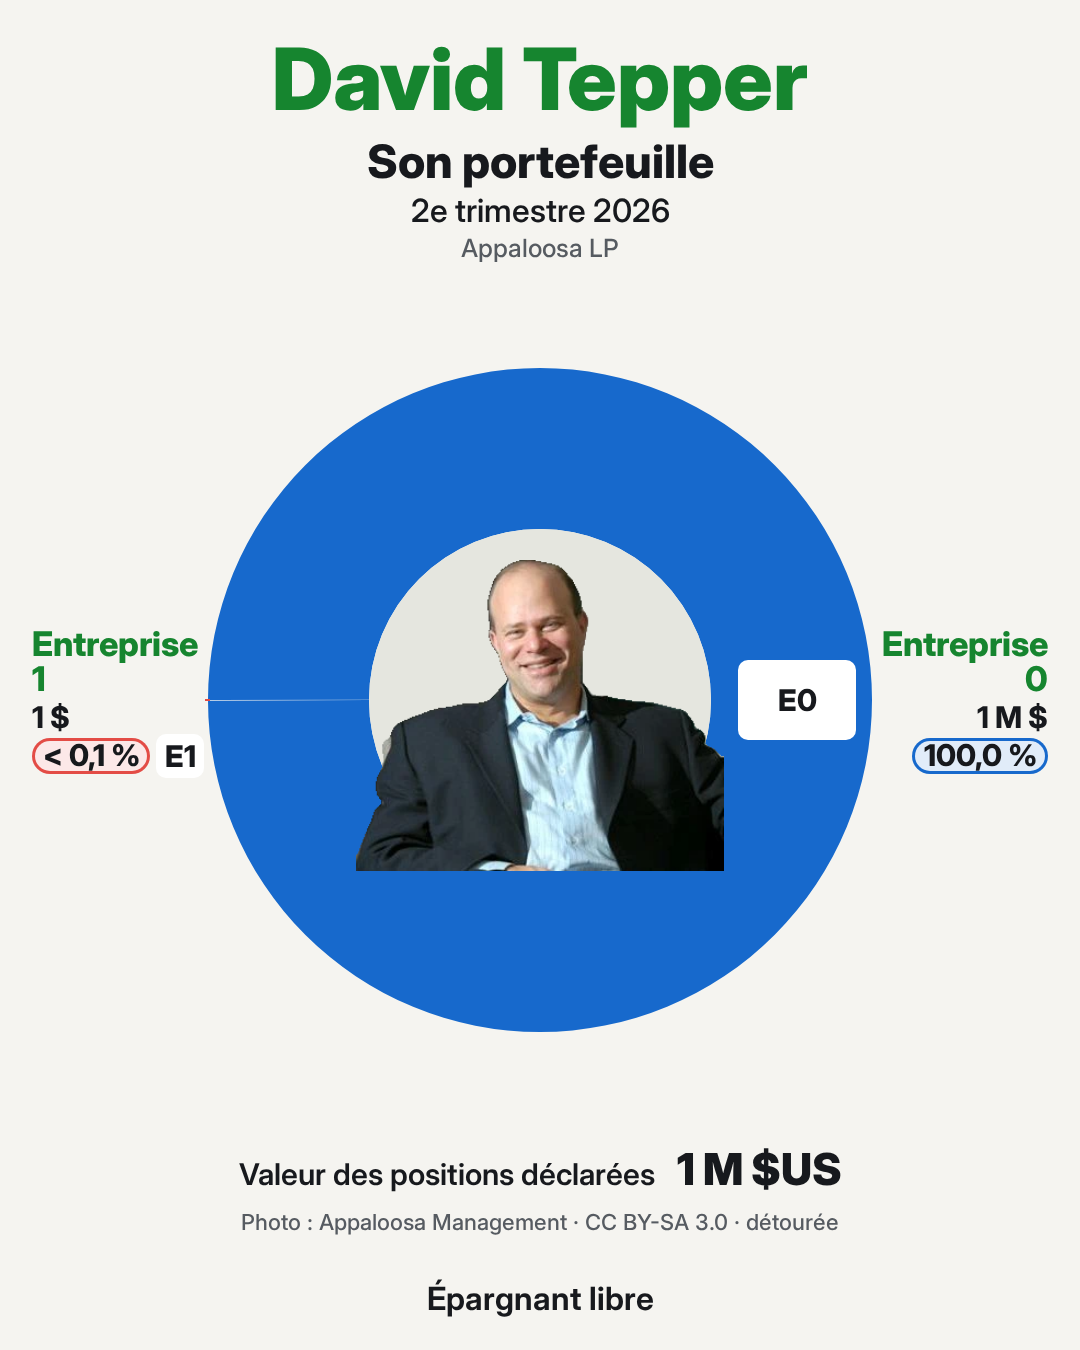 David Tepper
Son portefeuille
2e trimestre 2026
Appaloosa LP
Entreprise
1
1 $
< 0,1 %
E1
E0
Entreprise
0
1 M $
100,0 %
Valeur des positions déclarées 1 M $US
Photo : Appaloosa Management · CC BY-SA 3.0 · détourée
Épargnant libre